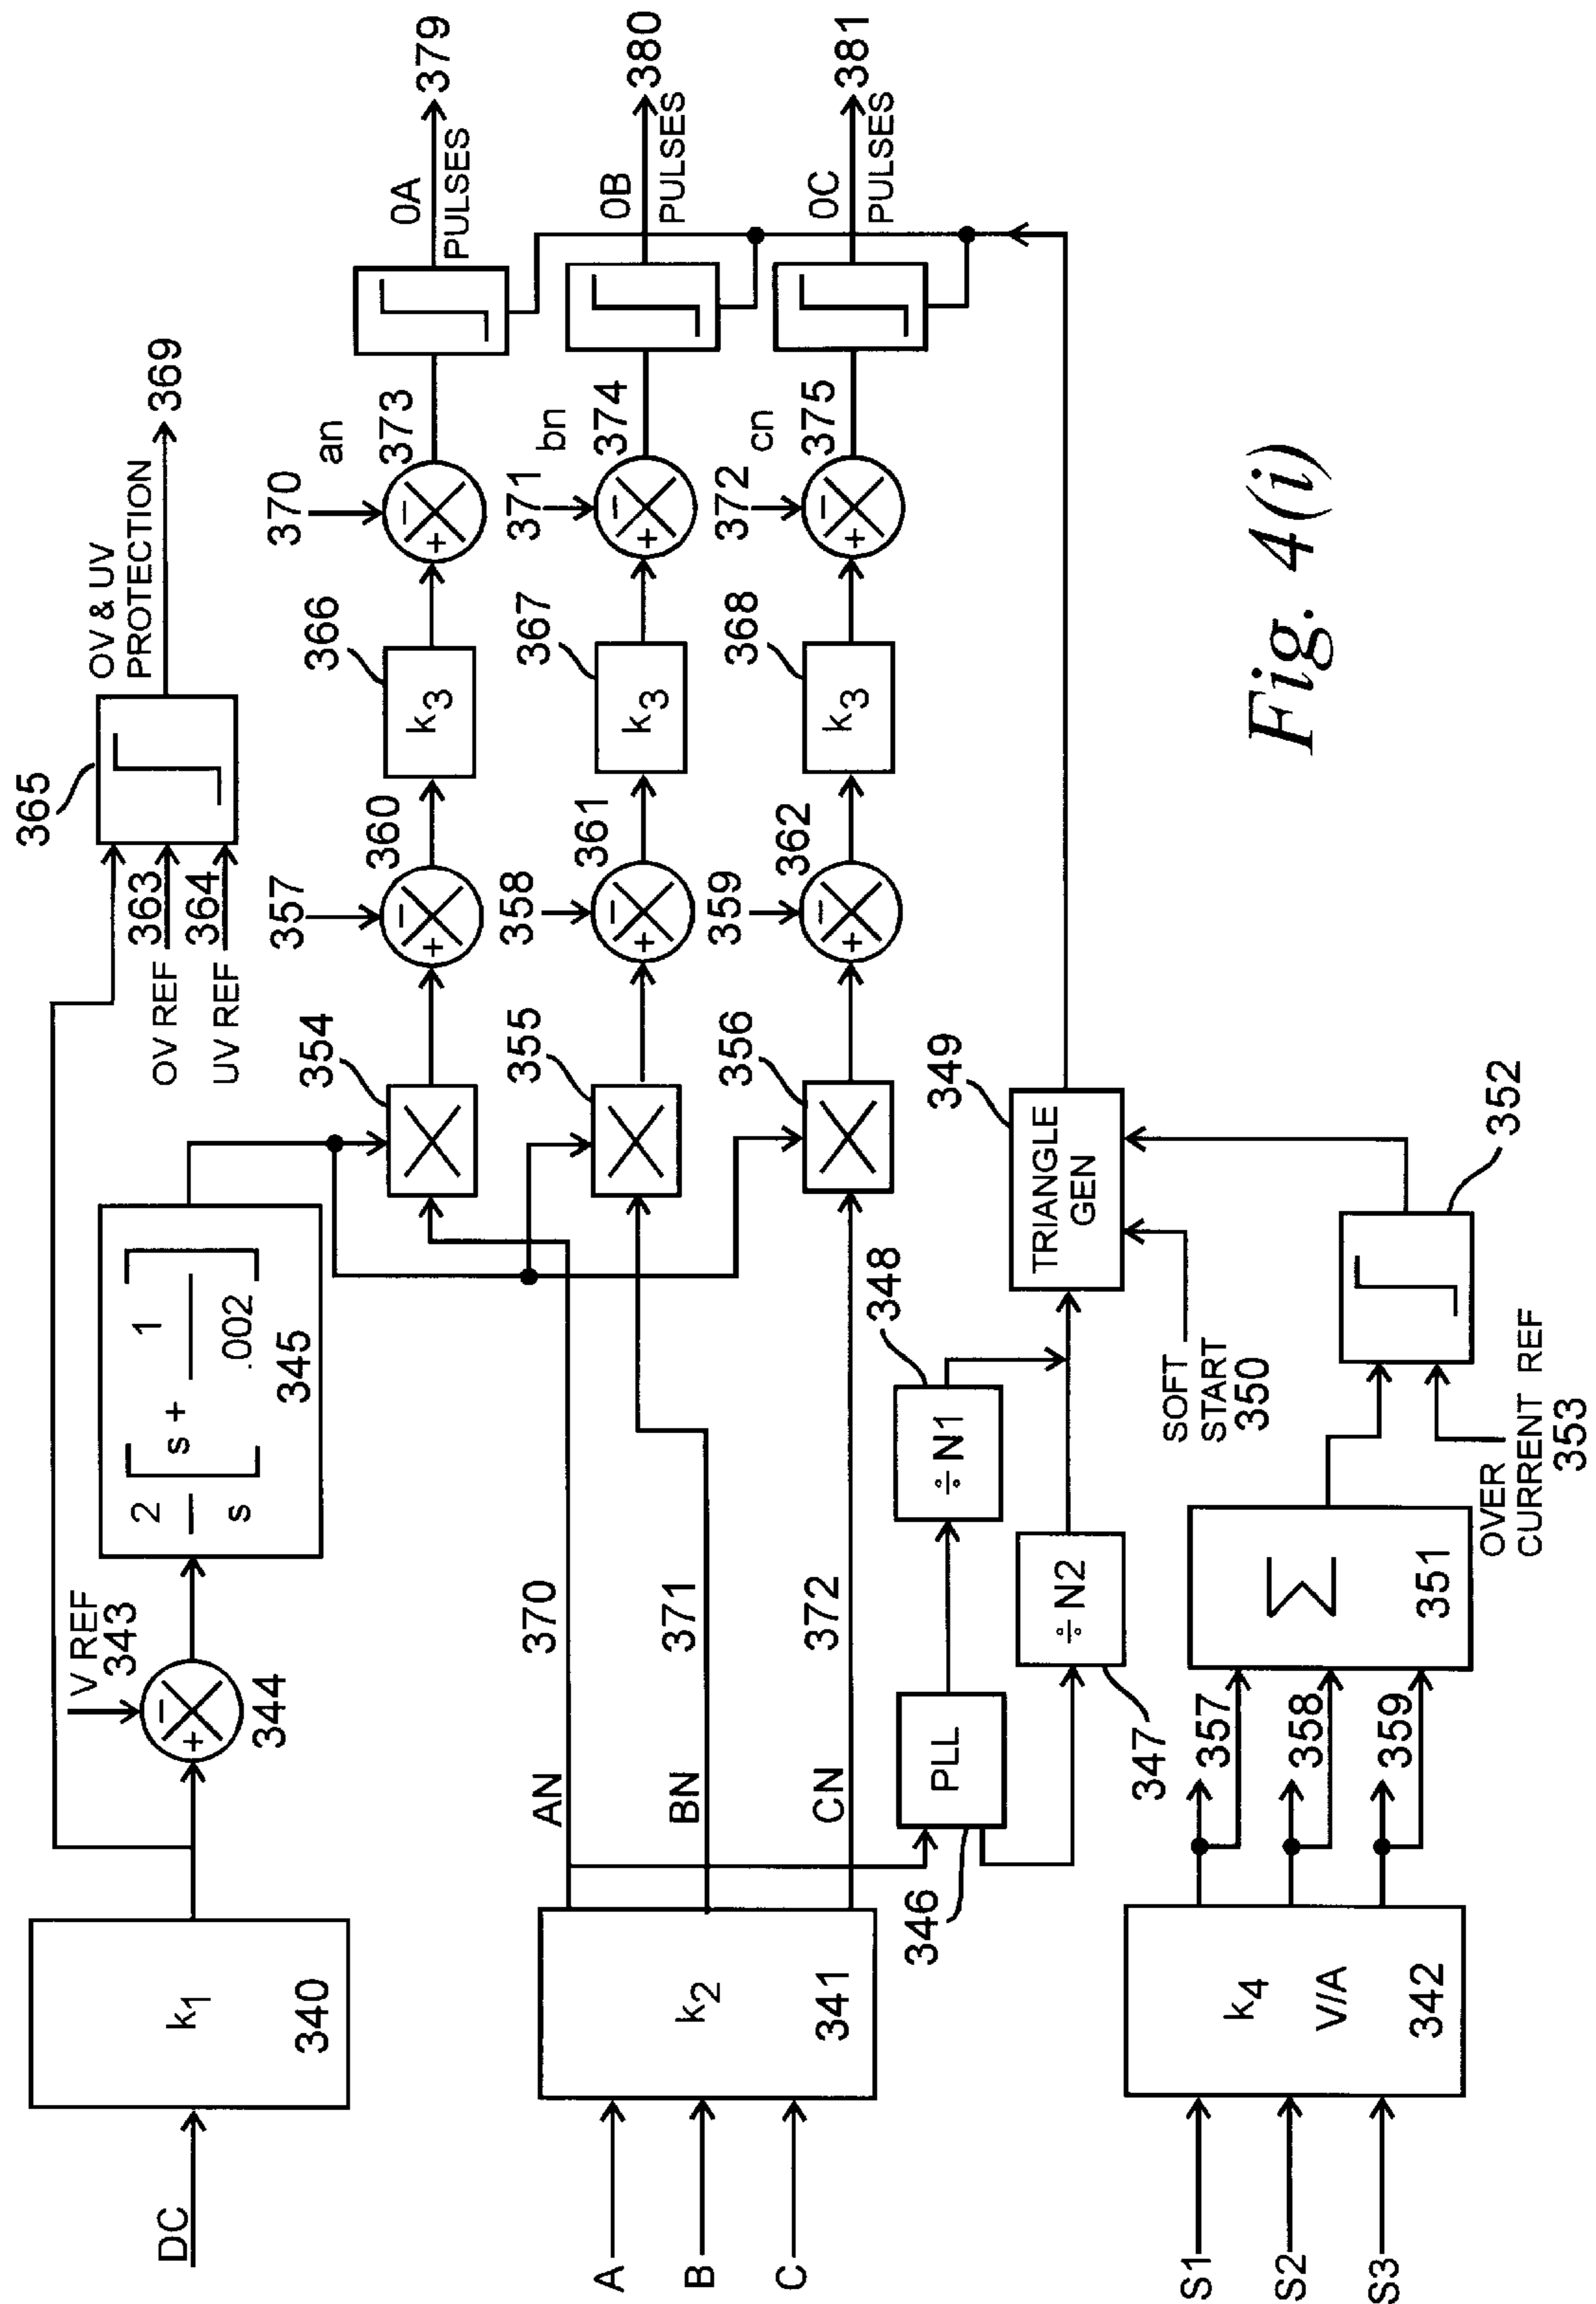 DC
k1
340
V REF
343
344
2
s
[ s + 1 ]
.002
345
365
OV REF 363
UV REF 364
OV & UV
PROTECTION
369
A
B
C
k2
341
AN
370
BN
371
CN
372
354
355
356
357
360
358
361
359
362
366
k3
367
k3
368
k3
370
an
373
371
bn
374
372
cn
375
0A
PULSES
379
0B
PULSES
380
0C
PULSES
381
PLL
346
÷ N1
348
÷ N2
347
TRIANGLE
GEN
349
SOFT
START
350
S1
S2
S3
k4
V/A
342
357
358
359
Σ
351
OVER
CURRENT REF
353
352
Fig. 4(i)
+
−
+
−
+
−
+
−
+
−
+
−
+
−